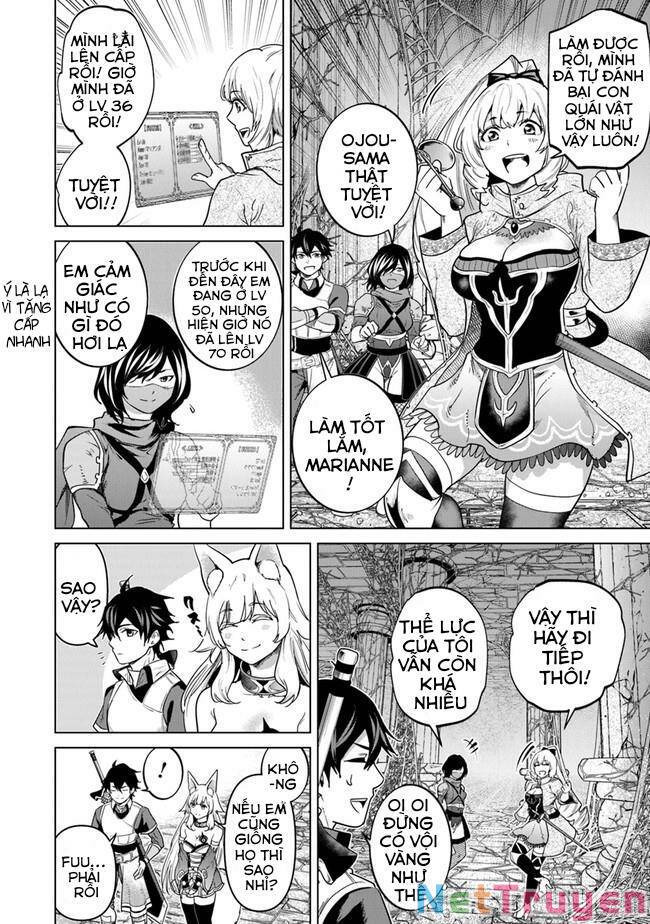 LÀM ĐƯỢC
RỒI, MÌNH
ĐÃ TỰ ĐÁNH
BẠI CON
QUÁI VẬT
LỚN NHƯ
VẬY LUÔN!
OJOU-
SAMA
THẬT
TUYỆT
VỜI!
LÀM TỐT
LẮM,
MARIANNE
!
MÌNH LẠI
LÊN CẤP
RỒI! GIỜ
MÌNH ĐÃ
Ở LV
36 RỒI!
TUYỆT
VỜI!!
TRƯỚC KHI
ĐẾN ĐÂY EM
ĐANG Ở LV
50, NHƯNG
HIỆN GIỜ NÓ
ĐÃ LÊN LV
70 RỒI
EM CẢM
GIÁC
NHƯ CÓ
GÌ ĐÓ
HƠI LẠ
Ý LÀ LẠ
VÌ TĂNG
CẤP
NHANH
VẬY THÌ
HÃY ĐI
TIẾP
THÔI!
THỂ LỰC
CỦA TÔI
VẪN CÒN
KHÁ
NHIỀU
OI OI
ĐỪNG
CÓ VỘI
VÀNG
NHƯ
THẾ
SAO
VẬY?
KHÔ
-NG
NẾU EM
CŨNG
GIỐNG
HỌ THÌ
SAO
NHỈ?
FUU...
PHẢI
RỒI
NetTruyen